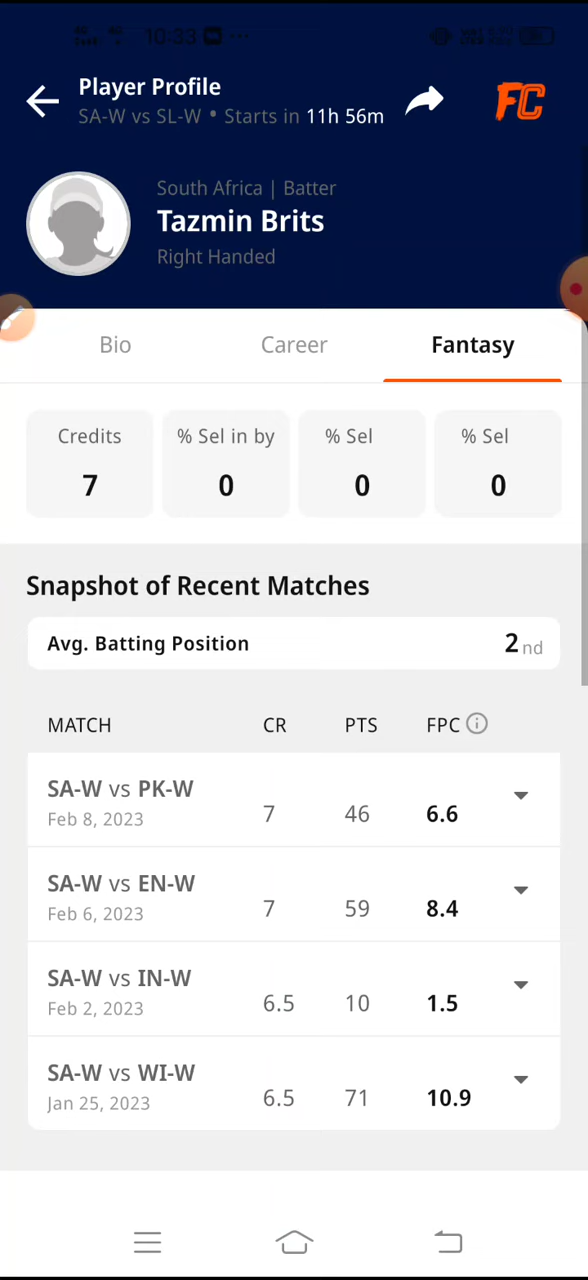 10:33
Player Profile
SA-W vs SL-W • Starts in 11h 56m
FC
South Africa | Batter
Tazmin Brits
Right Handed
Bio Career Fantasy
Credits % Sel in by % Sel % Sel
7 0 0 0
Snapshot of Recent Matches
Avg. Batting Position 2 nd
MATCH CR PTS FPC
SA-W vs PK-W
Feb 8, 2023 7 46 6.6
SA-W vs EN-W
Feb 6, 2023 7 59 8.4
SA-W vs IN-W
Feb 2, 2023 6.5 10 1.5
SA-W vs WI-W
Jan 25, 2023 6.5 71 10.9